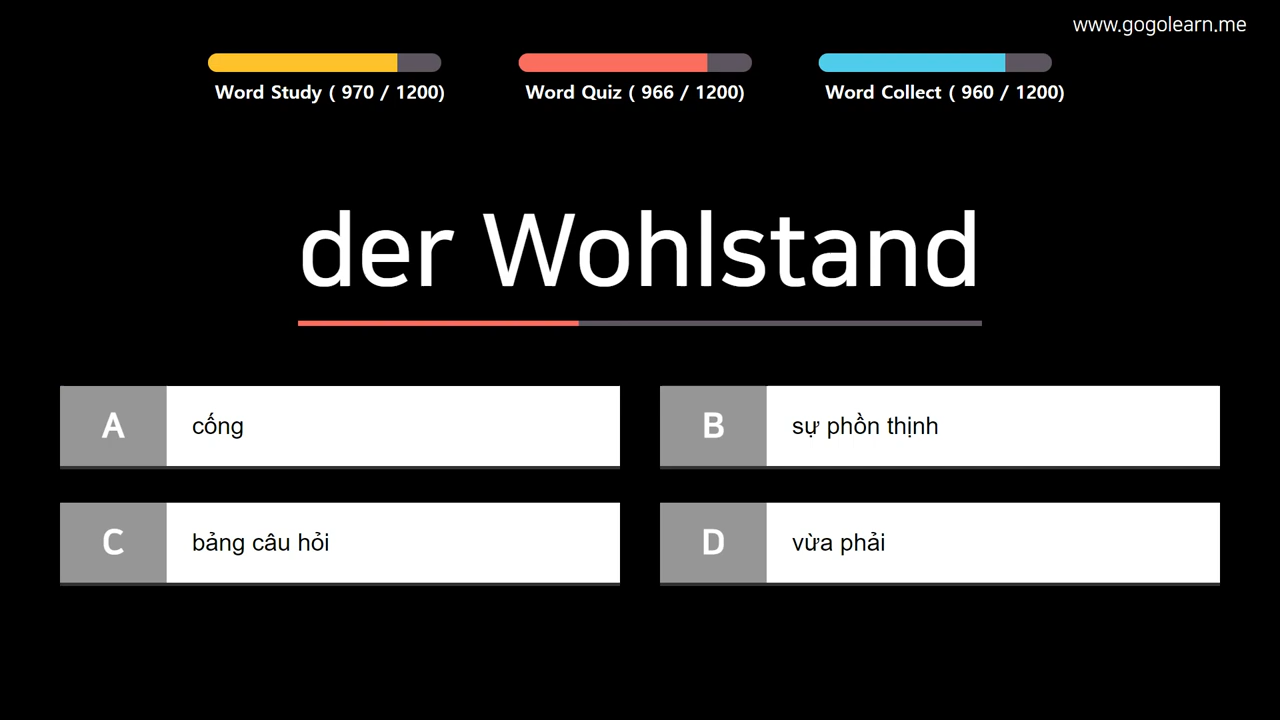 www.gogolearn.me
Word Study ( 970 / 1200)
Word Quiz ( 966 / 1200)
Word Collect ( 960 / 1200)
der Wohlstand
A
cống
B
sự phồn thịnh
C
bảng câu hỏi
D
vừa phải